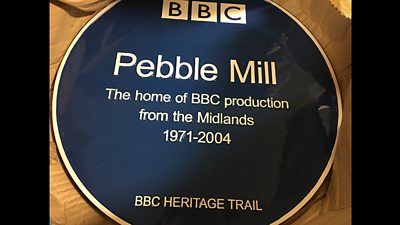 BBC
Pebble Mill
The home of BBC production
from the Midlands
1971-2004
BBC HERITAGE TRAIL